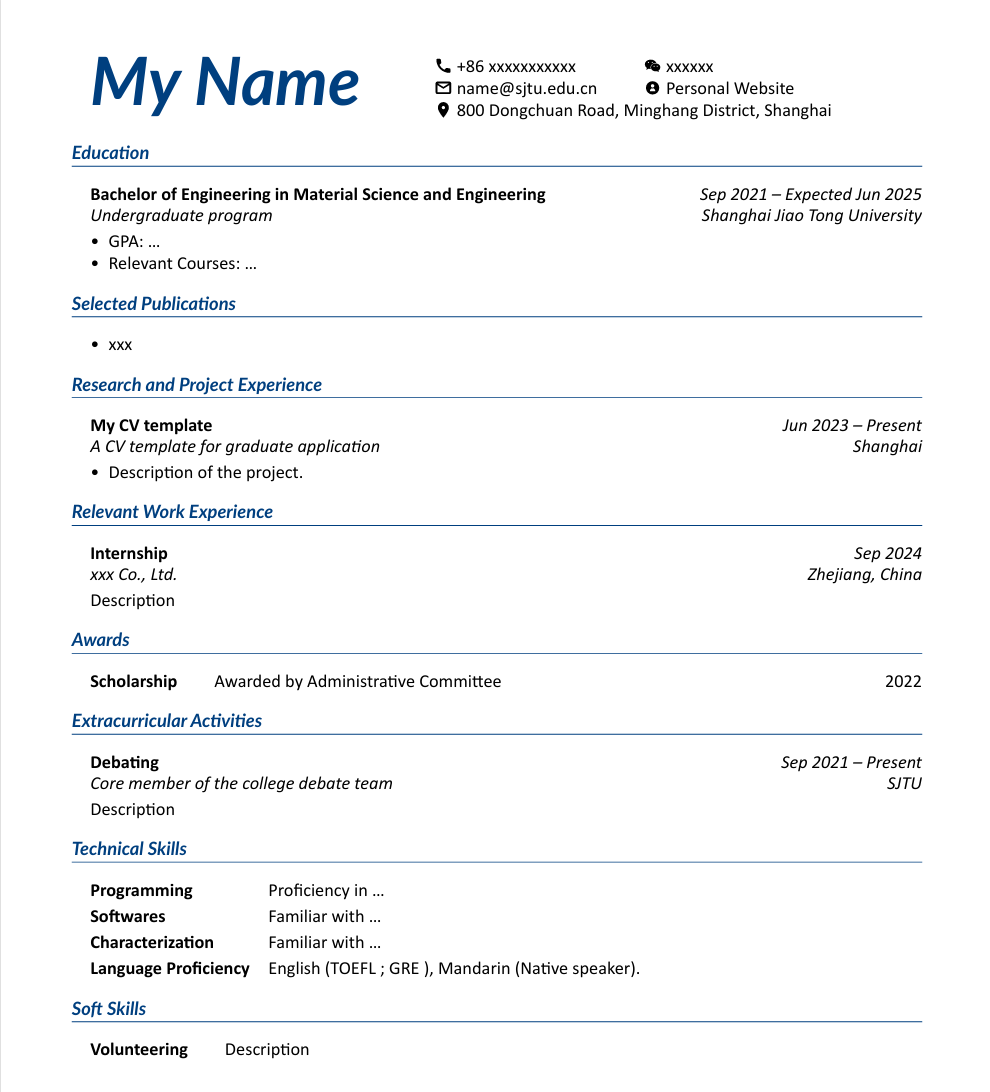 My Name
+86 xxxxxxxxxxx xxxxxx
name@sjtu.edu.cn Personal Website
800 Dongchuan Road, Minghang District, Shanghai
Education
Bachelor of Engineering in Material Science and Engineering Sep 2021 – Expected Jun 2025
Undergraduate program Shanghai Jiao Tong University
• GPA: ...
• Relevant Courses: ...
Selected Publications
• xxx
Research and Project Experience
My CV template Jun 2023 – Present
A CV template for graduate application Shanghai
• Description of the project.
Relevant Work Experience
Internship Sep 2024
xxx Co., Ltd. Zhejiang, China
Description
Awards
Scholarship Awarded by Administrative Committee 2022
Extracurricular Activities
Debating Sep 2021 – Present
Core member of the college debate team SJTU
Description
Technical Skills
Programming Proficiency in ...
Softwares Familiar with ...
Characterization Familiar with ...
Language Proficiency English (TOEFL ; GRE ), Mandarin (Native speaker).
Soft Skills
Volunteering Description